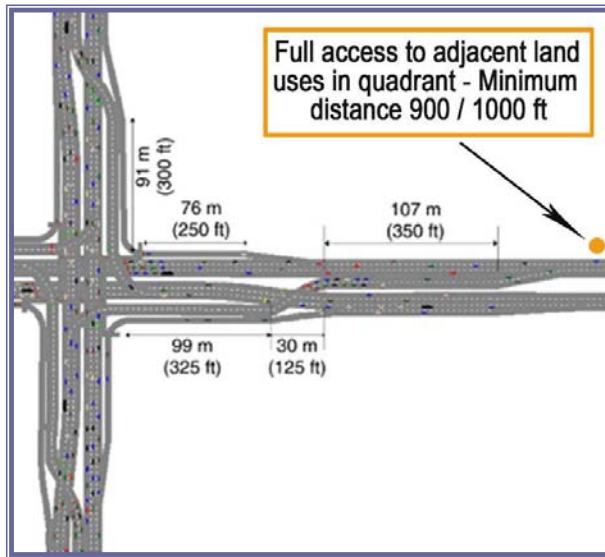 Full access to adjacent land
uses in quadrant - Minimum
distance 900 / 1000 ft
91 m
(300 ft)
76 m
(250 ft)
107 m
(350 ft)
99 m
(325 ft)
30 m
(125 ft)